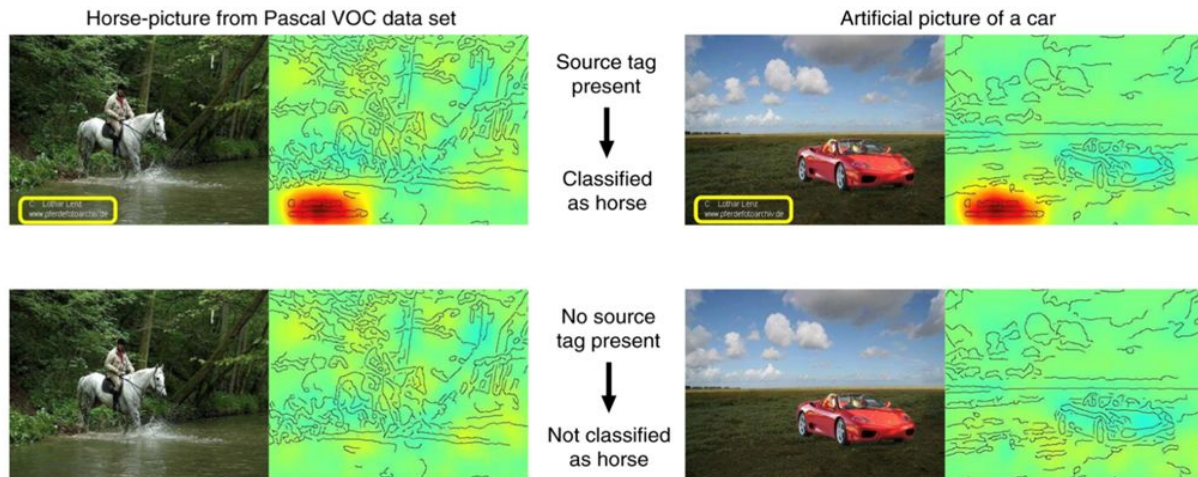 Horse-picture from Pascal VOC data set
Artificial picture of a car
Source tag
present
Classified
as horse
C. Lothar Lenz
www.pferdefotoarchiv.de
C. Lothar Lenz
www.pferdefotoarchiv.de
No source
tag present
Not classified
as horse